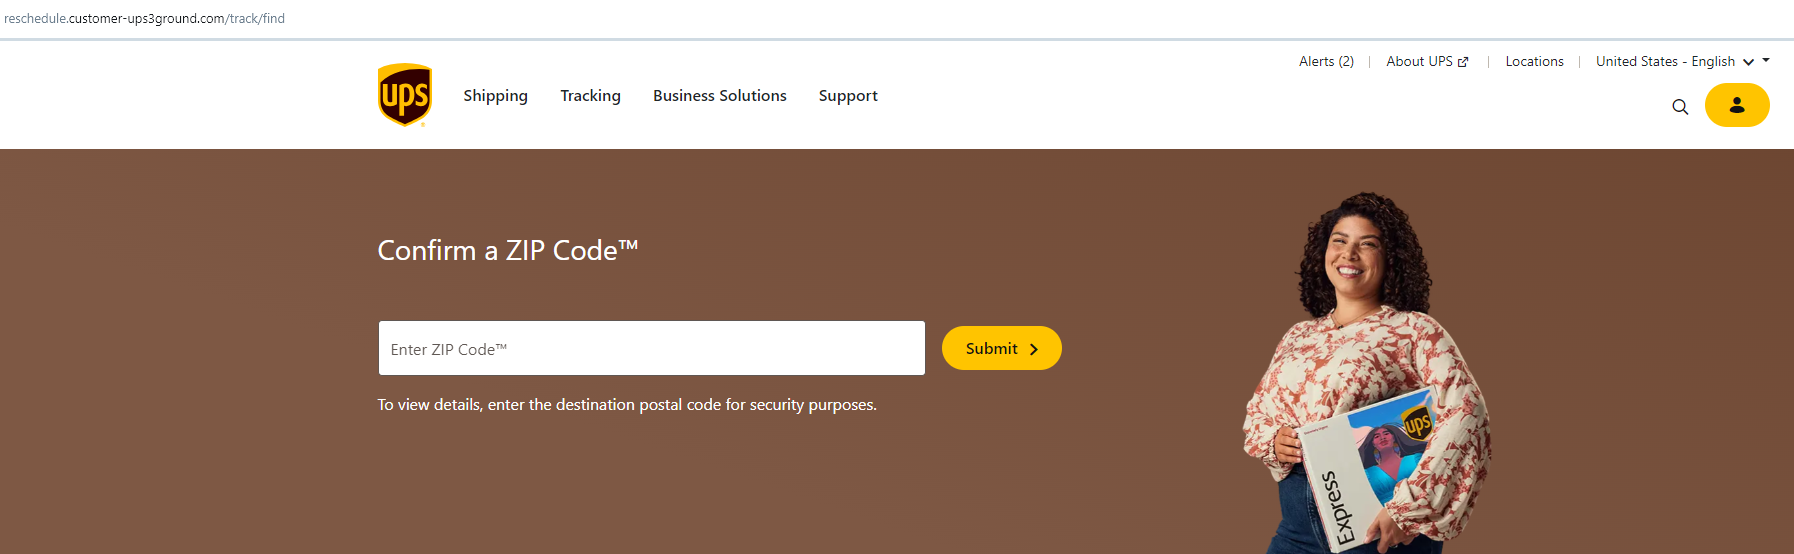 reschedule.customer-ups3ground.com/track/find
Alerts (2)
About UPS
Locations
United States - English
ups
Shipping
Tracking
Business Solutions
Support
Confirm a ZIP Code™
Enter ZIP Code™
Submit
To view details, enter the destination postal code for security purposes.
ups
Express